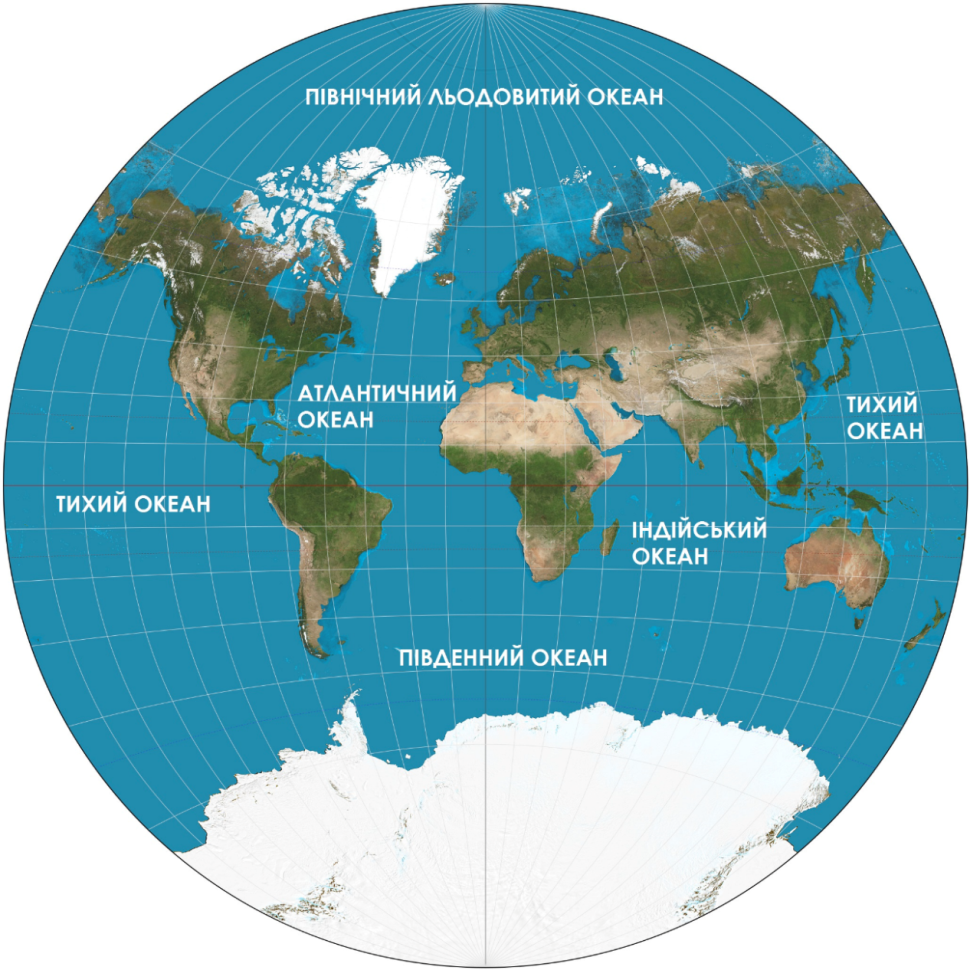 ПІВНІЧНИЙ ЛЬОДОВИТИЙ ОКЕАН
АТЛАНТИЧНИЙ
ОКЕАН
ТИХИЙ
ОКЕАН
ТИХИЙ ОКЕАН
ІНДІЙСЬКИЙ
ОКЕАН
ПІВДЕННИЙ ОКЕАН